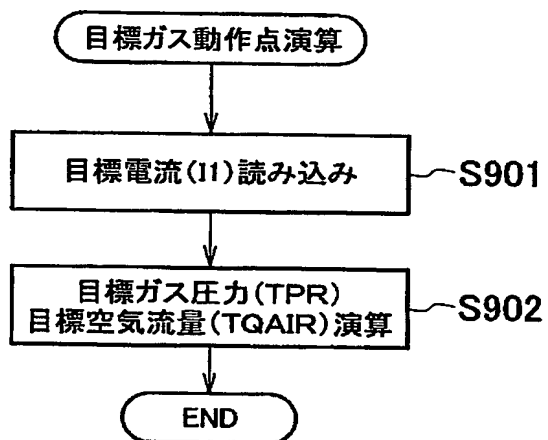 目標ガス動作点演算
目標電流(I1)読み込み
S901
目標ガス圧力(TPR)
目標空気流量(TQAIR)演算
S902
END